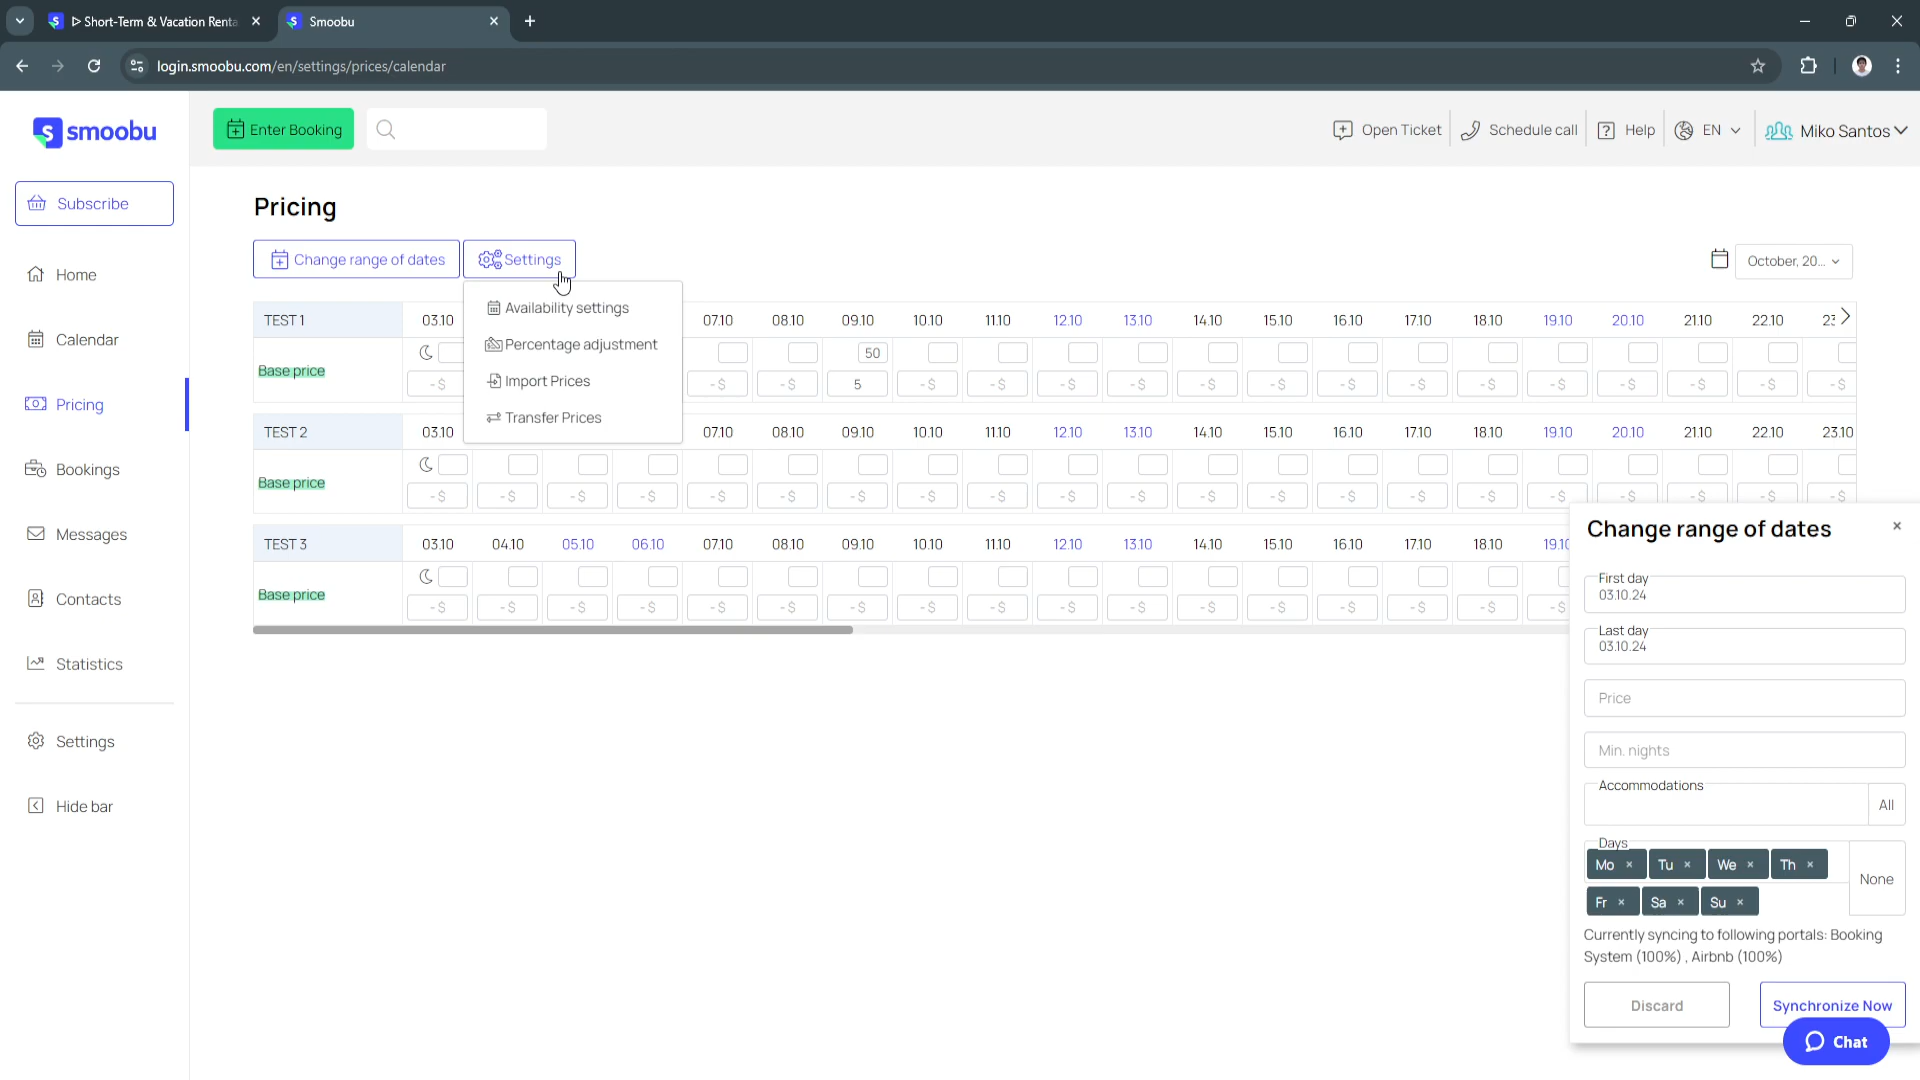 ▷ Short-Term & Vacation Renta
Smoobu
login.smoobu.com/en/settings/prices/calendar
smoobu
Enter Booking
Open Ticket
Schedule call
Help
EN
Miko Santos
Subscribe
Home
Calendar
Pricing
Bookings
Messages
Contacts
Statistics
Settings
Hide bar
Pricing
Change range of dates
Settings
October, 20...
Availability settings
Percentage adjustment
Import Prices
Transfer Prices
TEST 1 03.10 07.10 08.10 09.10 10.10 11.10 12.10 13.10 14.10 15.10 16.10 17.10 18.10 19.10 20.10 21.10 22.10 23
50
Base price
- $ - $ - $ 5 - $ - $ - $ - $ - $ - $ - $ - $ - $ - $ - $ - $ - $ - $
TEST 2 03.10 07.10 08.10 09.10 10.10 11.10 12.10 13.10 14.10 15.10 16.10 17.10 18.10 19.10 20.10 21.10 22.10 23.10
Base price
- $ - $ - $ - $ - $ - $ - $ - $ - $ - $ - $ - $ - $ - $ - $ - $ - $ - $ - $ - $ - $
TEST 3 03.10 04.10 05.10 06.10 07.10 08.10 09.10 10.10 11.10 12.10 13.10 14.10 15.10 16.10 17.10 18.10 19.10
Base price
- $ - $ - $ - $ - $ - $ - $ - $ - $ - $ - $ - $ - $ - $ - $ - $ - $
Change range of dates
First day
03.10.24
Last day
03.10.24
Price
Min. nights
Accommodations
All
Days
Mo × Tu × We × Th ×
None
Fr × Sa × Su ×
Currently syncing to following portals: Booking
System (100%) , Airbnb (100%)
Discard
Synchronize Now
Chat